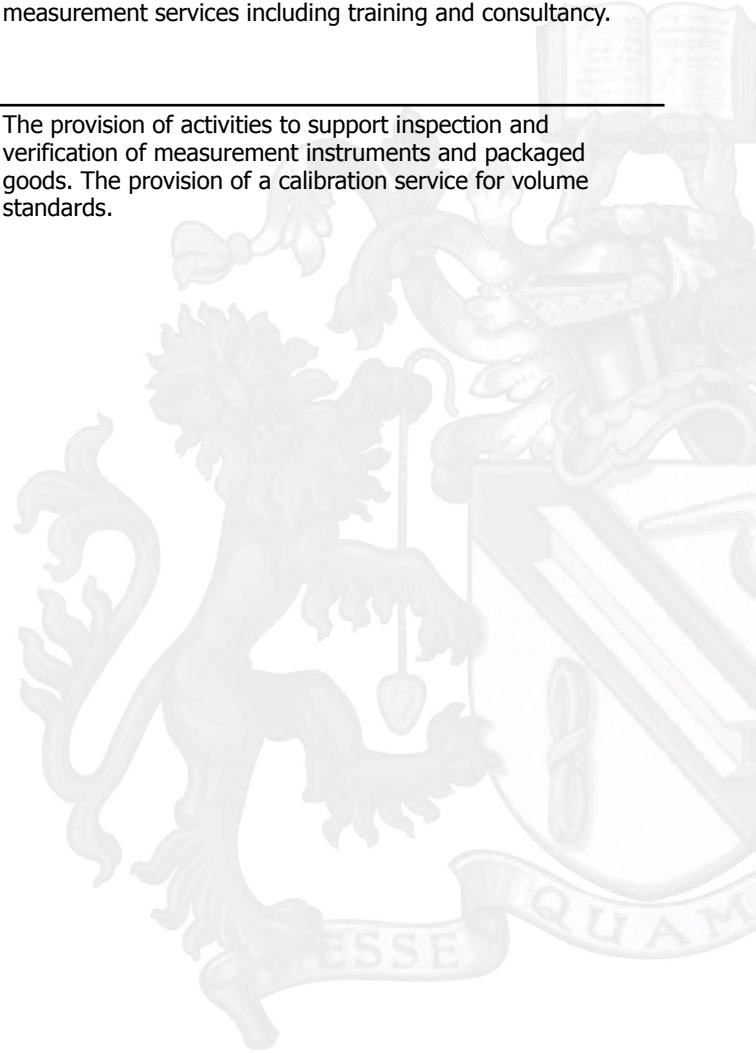 measurement services including training and consultancy.
The provision of activities to support inspection and
verification of measurement instruments and packaged
goods. The provision of a calibration service for volume
standards.
ESSE QUAM